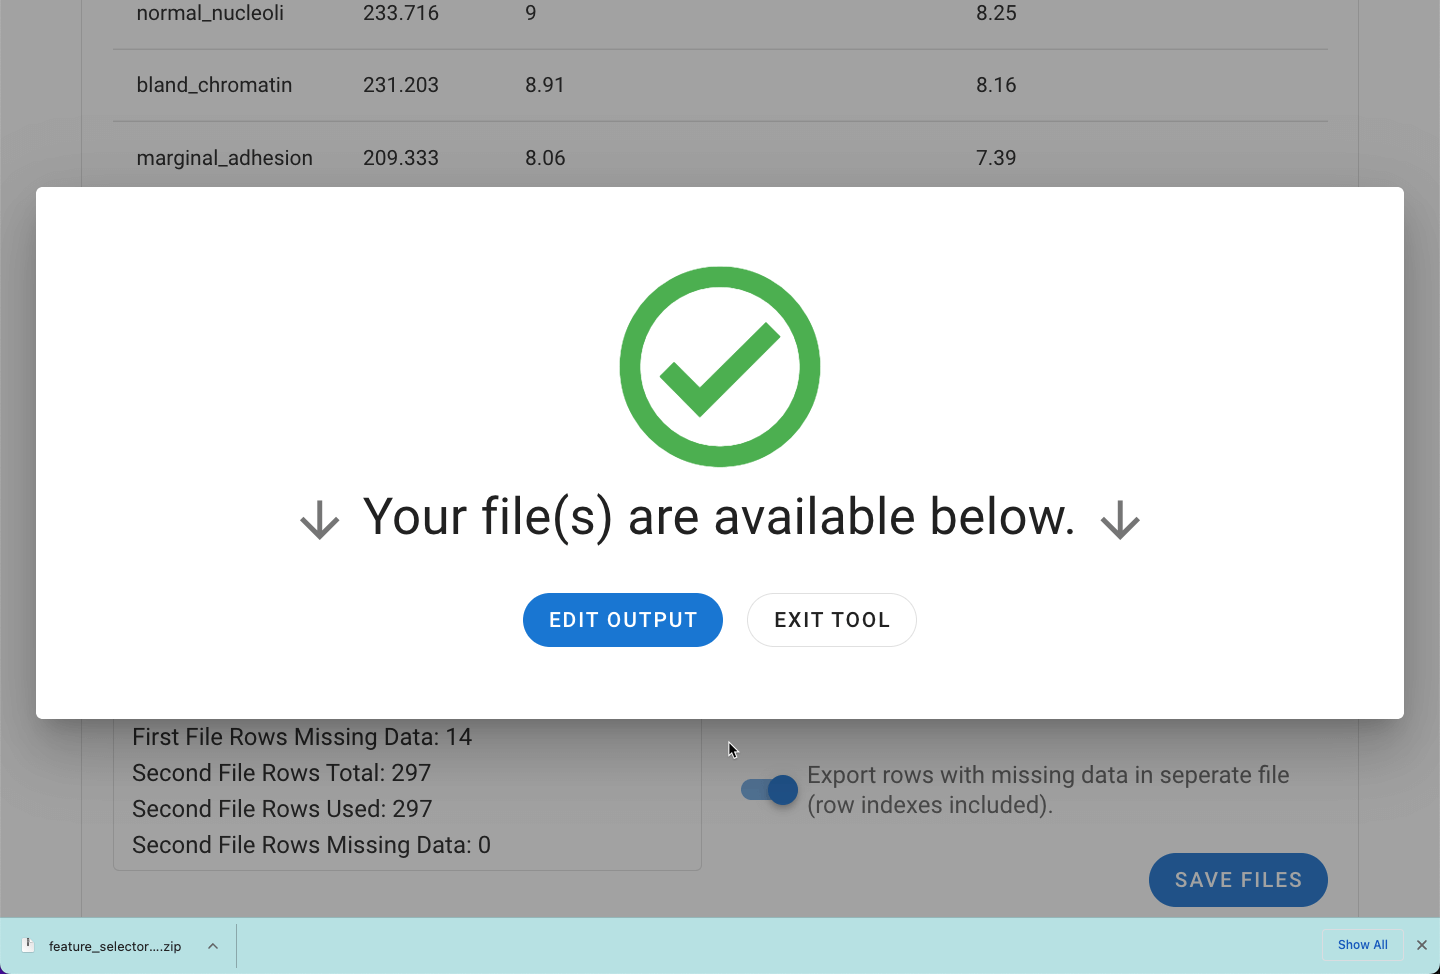 normal_nucleoli 233.716 9 8.25
bland_chromatin 231.203 8.91 8.16
marginal_adhesion 209.333 8.06 7.39
Your file(s) are available below.
EDIT OUTPUT EXIT TOOL
First File Rows Missing Data: 14
Second File Rows Total: 297
Second File Rows Used: 297
Second File Rows Missing Data: 0
Export rows with missing data in seperate file
(row indexes included).
SAVE FILES
feature_selector....zip
Show All